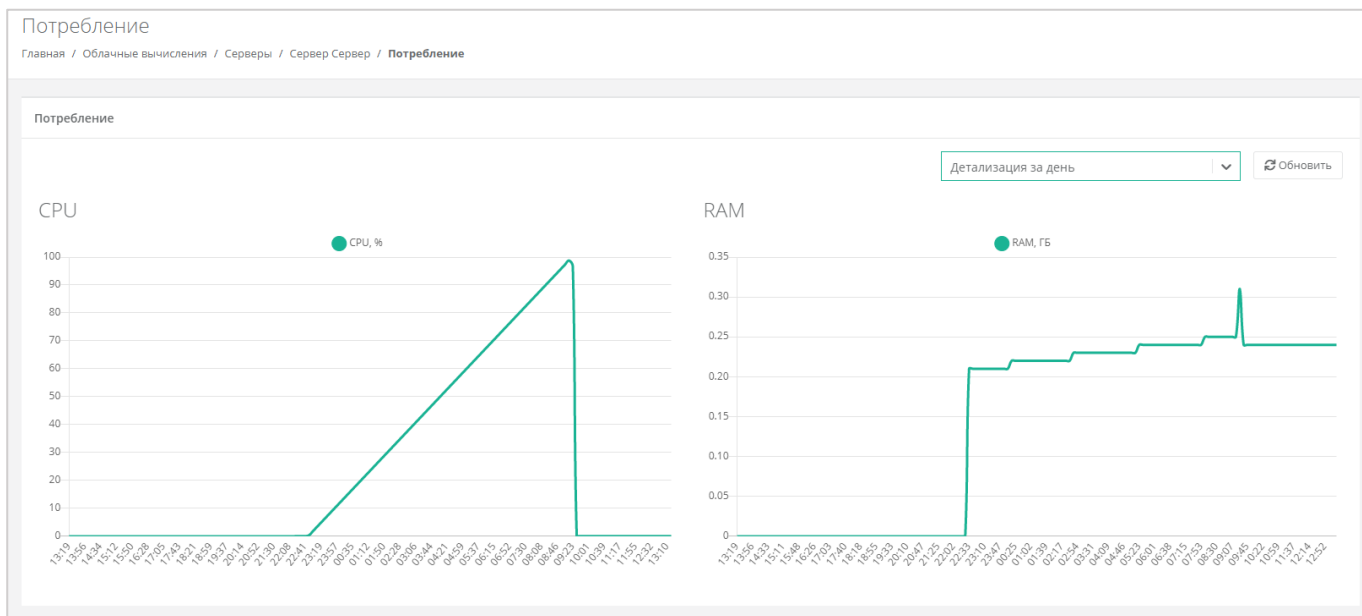 Потребление
Главная / Облачные вычисления / Серверы / Сервер Сервер / Потребление
Потребление
Детализация за день
Обновить
CPU
CPU, %
100
90
80
70
60
50
40
30
20
10
0
13:19 13:56 14:34 15:12 15:50 16:28 17:05 17:43 18:21 18:59 19:37 20:14 20:52 21:30 22:08 22:41 23:19 23:57 00:35 01:12 01:50 02:28 03:06 03:44 04:21 04:59 05:37 06:15 06:52 07:30 08:08 08:46 09:23 10:01 10:39 11:17 11:55 12:32 13:10
RAM
RAM, ГБ
0.35
0.30
0.25
0.20
0.15
0.10
0.05
0
13:19 13:56 14:33 15:11 15:48 16:26 17:03 17:40 18:18 18:55 19:33 20:10 20:47 21:25 22:02 22:33 23:10 23:47 00:25 01:02 01:39 02:17 02:54 03:31 04:09 04:46 05:23 06:01 06:38 07:15 07:53 08:30 09:07 09:45 10:22 10:59 11:37 12:14 12:52